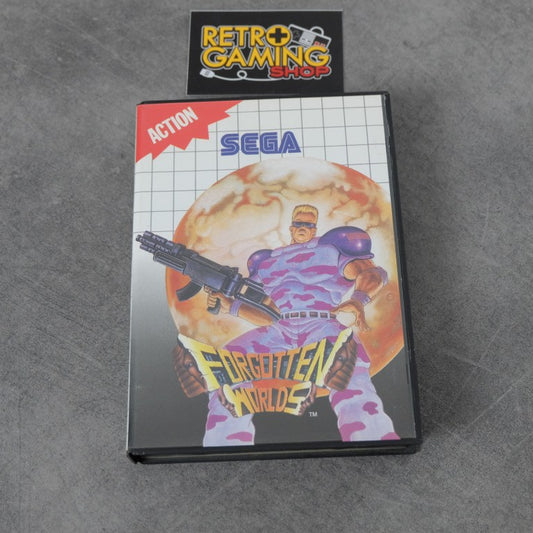 RETRO
GAMING
SHOP
ACTION
SEGA
FORGOTTEN
WORLDS
TM